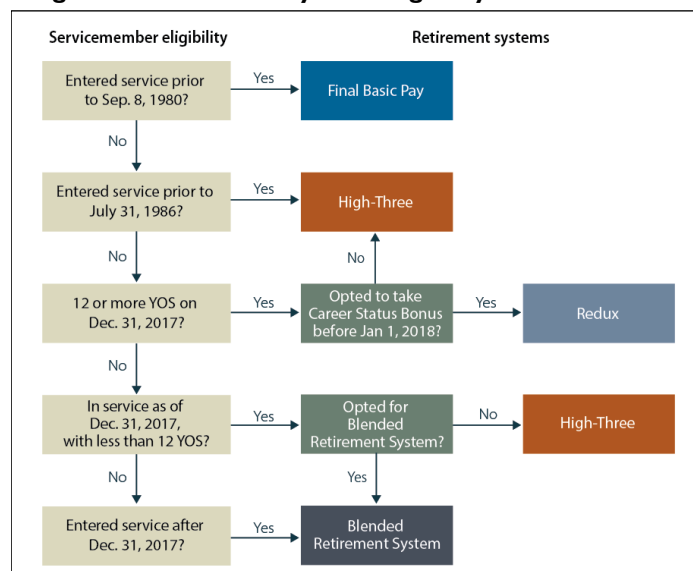 Servicemember eligibility
Retirement systems
Entered service prior
to Sep. 8, 1980?
Yes
Final Basic Pay
No
Entered service prior to
July 31, 1986?
Yes
High-Three
No
No
12 or more YOS on
Dec. 31, 2017?
Yes
Opted to take
Career Status Bonus
before Jan 1, 2018?
Yes
Redux
No
In service as of
Dec. 31, 2017,
with less than 12 YOS?
Yes
Opted for
Blended
Retirement System?
No
High-Three
No
Yes
Entered service after
Dec. 31, 2017?
Yes
Blended
Retirement System